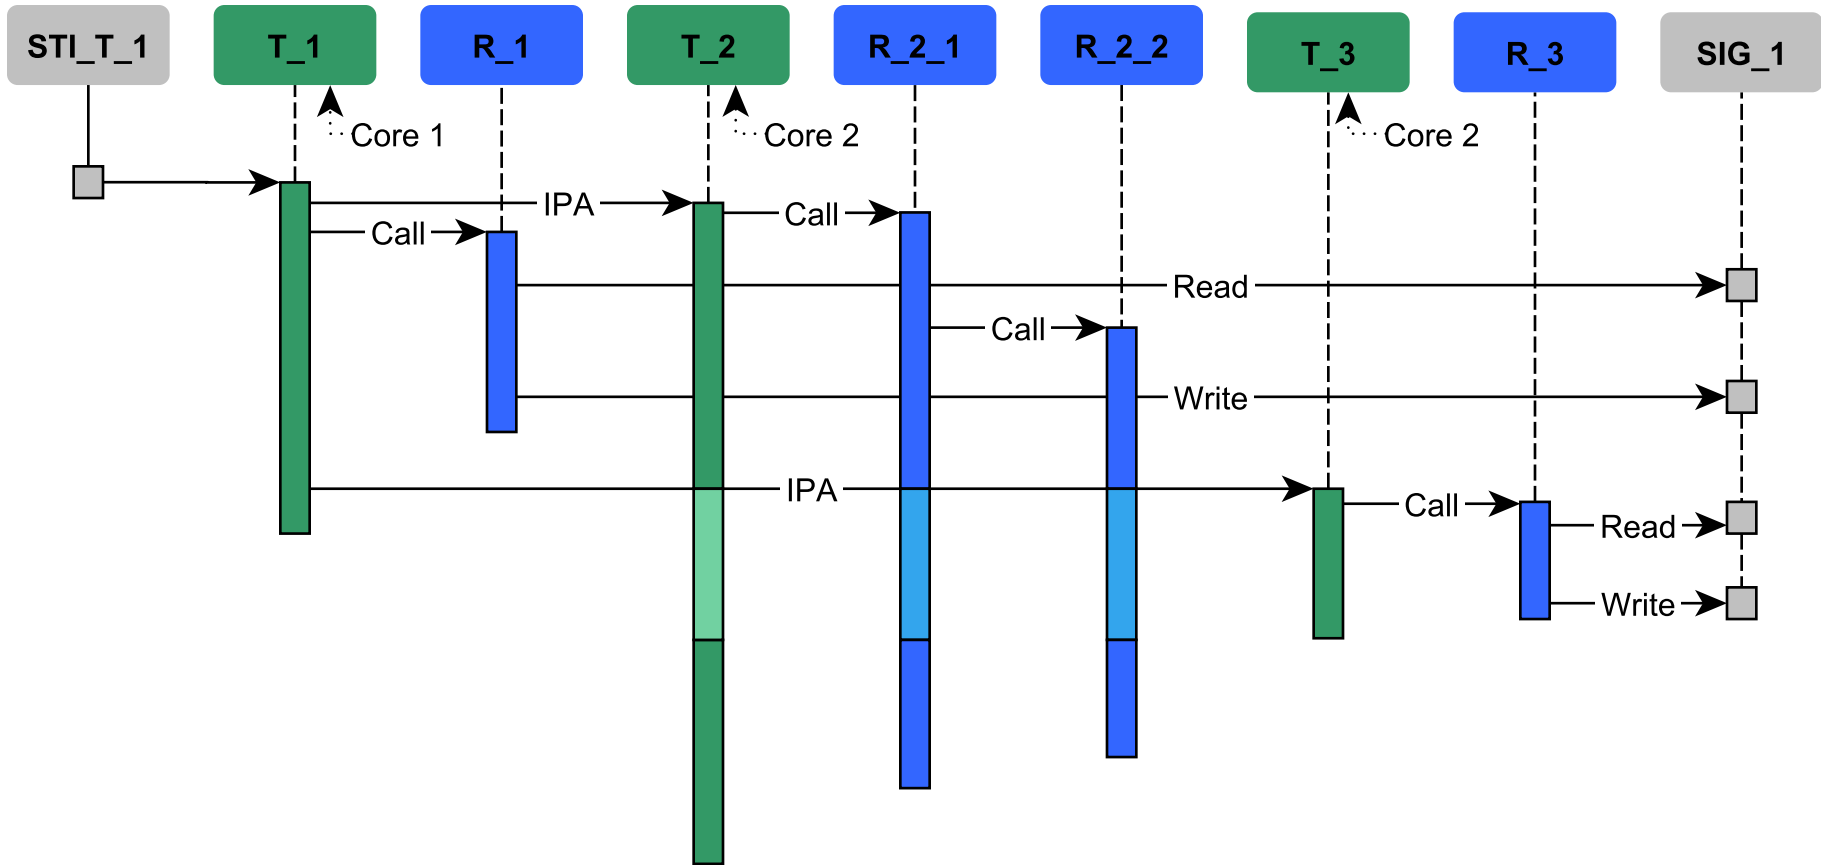 STI_T_1
T_1
R_1
T_2
R_2_1
R_2_2
T_3
R_3
SIG_1
Core 1
Core 2
Core 2
IPA
Call
Call
Read
Call
Write
IPA
Call
Read
Write